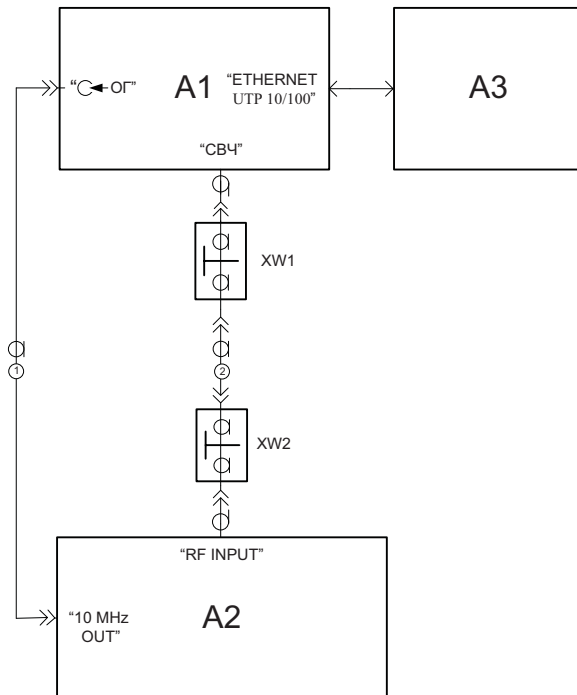 A1
A3
“ ОГ”
“ETHERNET
UTP 10/100”
“СВЧ”
XW1
1
2
XW2
“RF INPUT”
“10 MHz
OUT”
A2